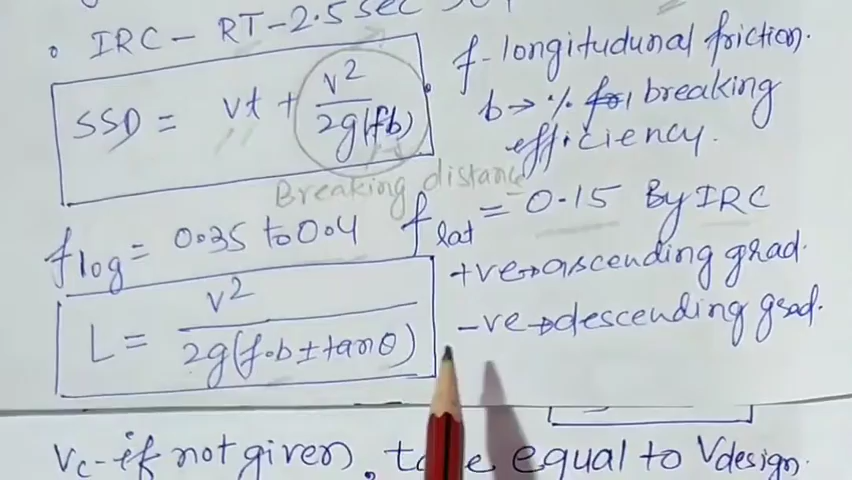 • IRC - RT-2.5 sec
SSD = vt + v²/2g(fb)
f - longitudunal friction.
b → % breaking
efficiency.
Breaking distance
flog = 0.35 to 0.4
flat = 0.15 By IRC
L = v²/2g(f.b ± tanθ)
+ve → ascending grad.
-ve → descending grad.
Vc - if not given, equal to Vdesign.